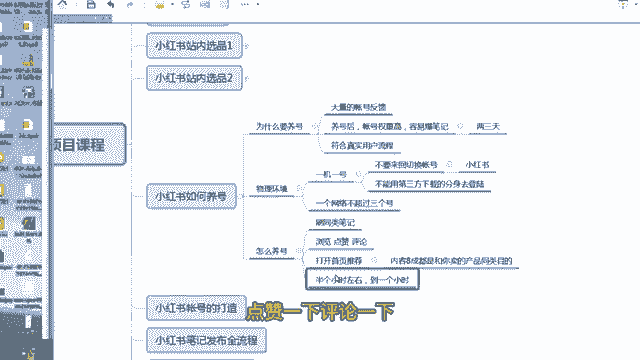 小红书站内选品1
小红书站内选品2
项目课程
小红书如何养号
为什么要养号
大量的帐号反馈
养号后，帐号权重高，容易爆笔记
两三天
符合真实用户流程
物理环境
一机一号
不要来回切换帐号
小红书
不能用第三方下载的分身去登陆
一个网络不超过三个号
怎么养号
刷同类笔记
浏览 点赞 评论
打开首页推荐
内容8成都是和你卖的产品同类目的
半个小时左右，到一个小时
小红书帐号的打造
点赞一下评论一下
小红书笔记发布全流程